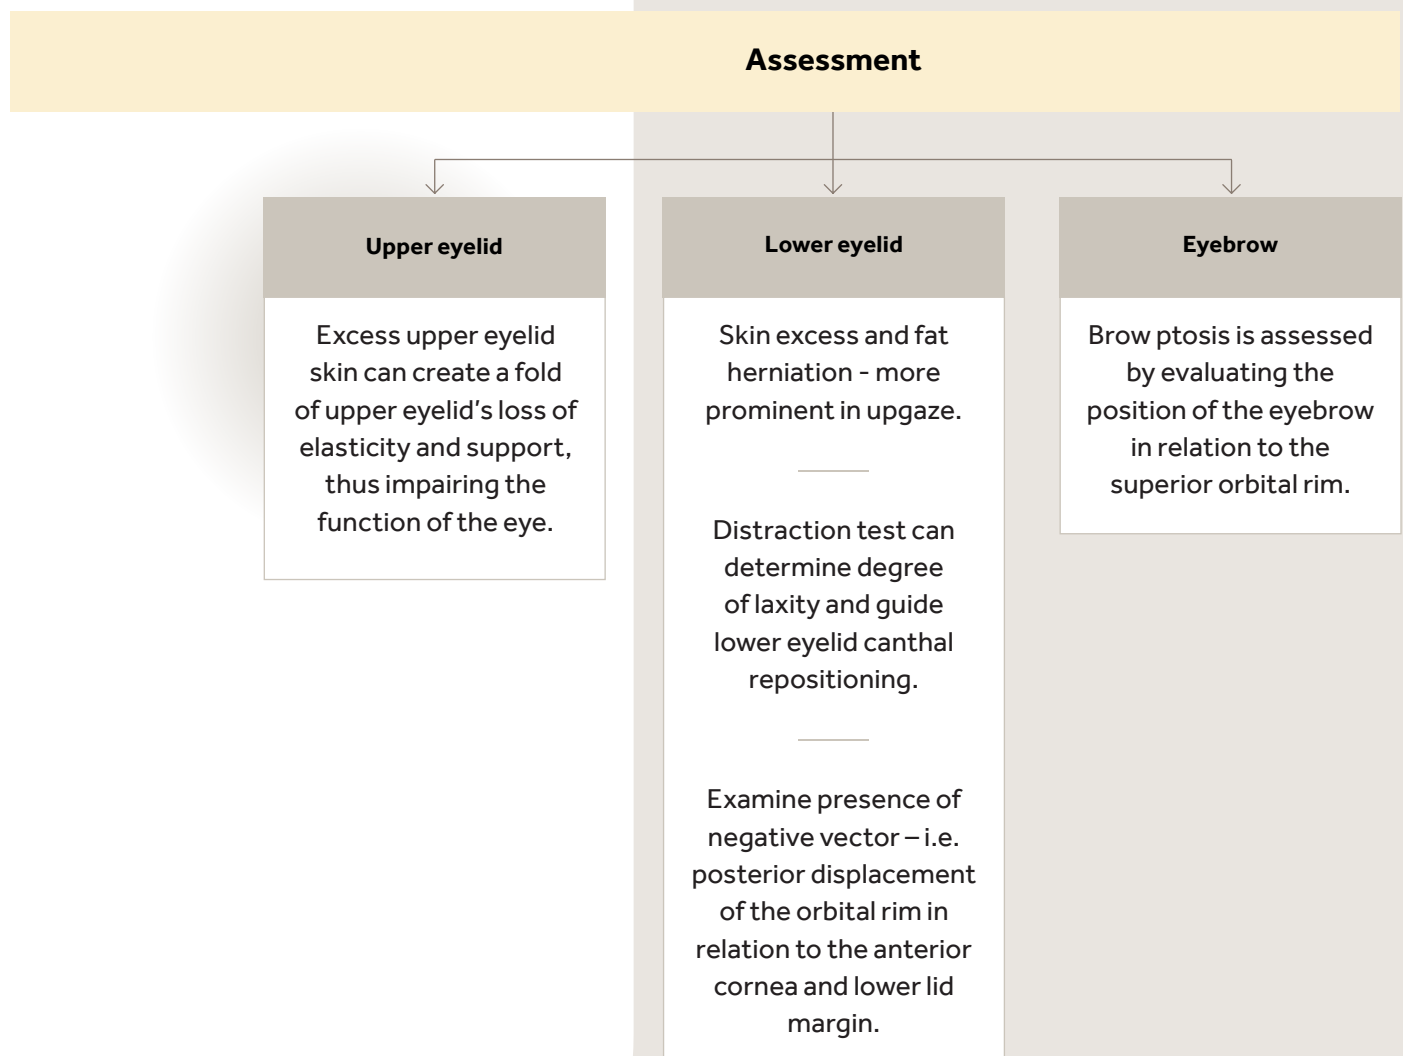 Assessment
Upper eyelid
Excess upper eyelid
skin can create a fold
of upper eyelid's loss of
elasticity and support,
thus impairing the
function of the eye.
Lower eyelid
Skin excess and fat
herniation - more
prominent in upgaze.
Distraction test can
determine degree
of laxity and guide
lower eyelid canthal
repositioning.
Examine presence of
negative vector – i.e.
posterior displacement
of the orbital rim in
relation to the anterior
cornea and lower lid
margin.
Eyebrow
Brow ptosis is assessed
by evaluating the
position of the eyebrow
in relation to the
superior orbital rim.